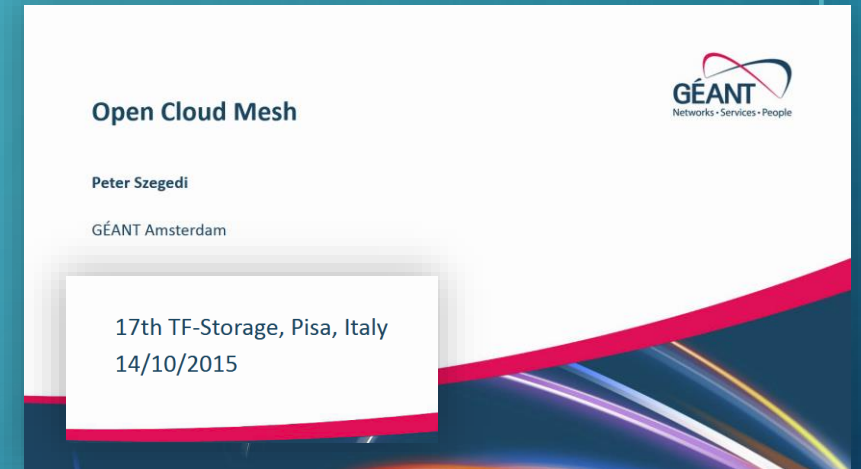 GÉANT
Networks • Services • People
Open Cloud Mesh
Peter Szegedi
GÉANT Amsterdam
17th TF-Storage, Pisa, Italy
14/10/2015